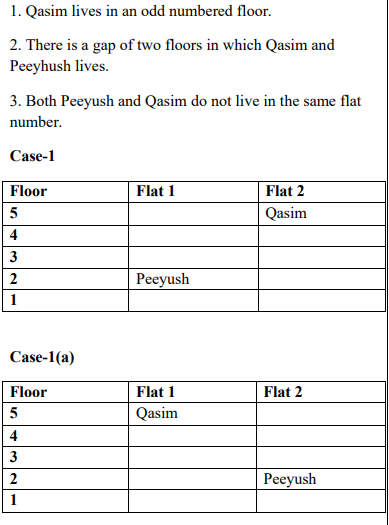 1. Qasim lives in an odd numbered floor.
2. There is a gap of two floors in which Qasim and
Peeyhush lives.
3. Both Peeyush and Qasim do not live in the same flat
number.
Case-1
Floor Flat 1 Flat 2
5 Qasim
4
3
2 Peeyush
1
Case-1(a)
Floor Flat 1 Flat 2
5 Qasim
4
3
2 Peeyush
1